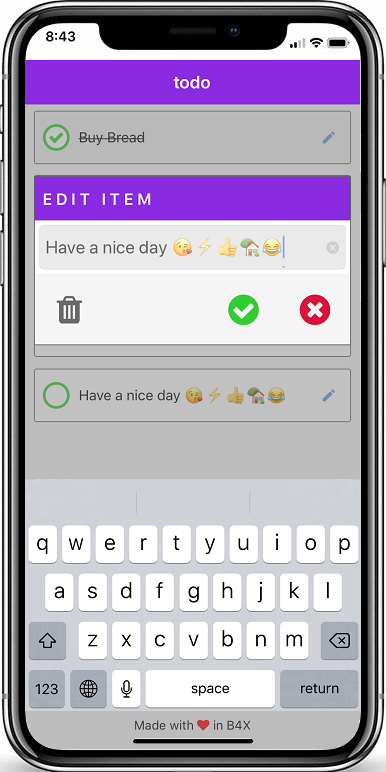 8:43
todo
Buy Bread
EDIT ITEM
Have a nice day 😘⚡👍🏡😂
Have a nice day 😘⚡👍🏡😂
q w e r t y u i o p
a s d f g h j k l
z x c v b n m
123 space return
Made with ❤ in B4X